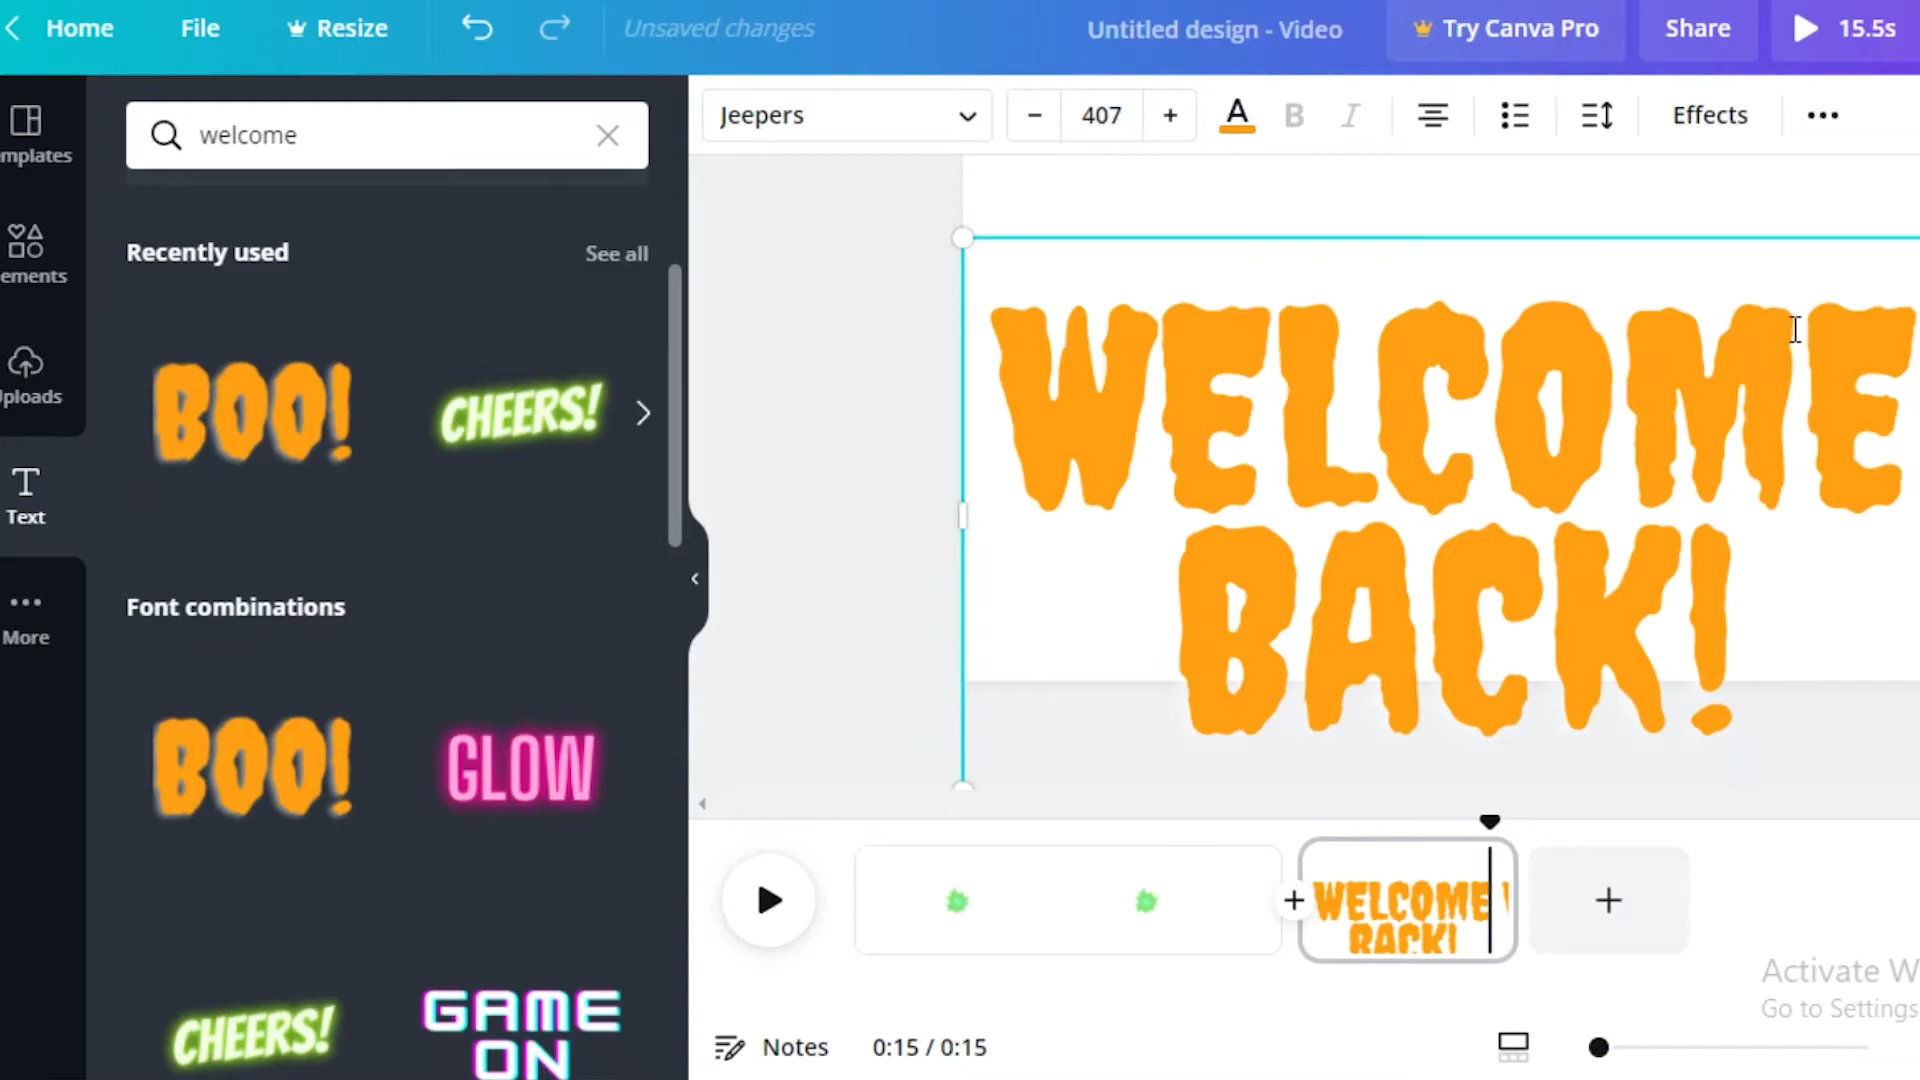 Home File Resize Unsaved changes Untitled design - Video Try Canva Pro Share 15.5s
Jeepers 407 A B I Effects
welcome
mplates
Recently used See all
ements
BOO! CHEERS!
WELCOME
BACK!
ploads
Text
Font combinations
More
BOO! GLOW
WELCOME
BACK!
CHEERS! GAME
ON
Activate W
Go to Settings
Notes 0:15 / 0:15